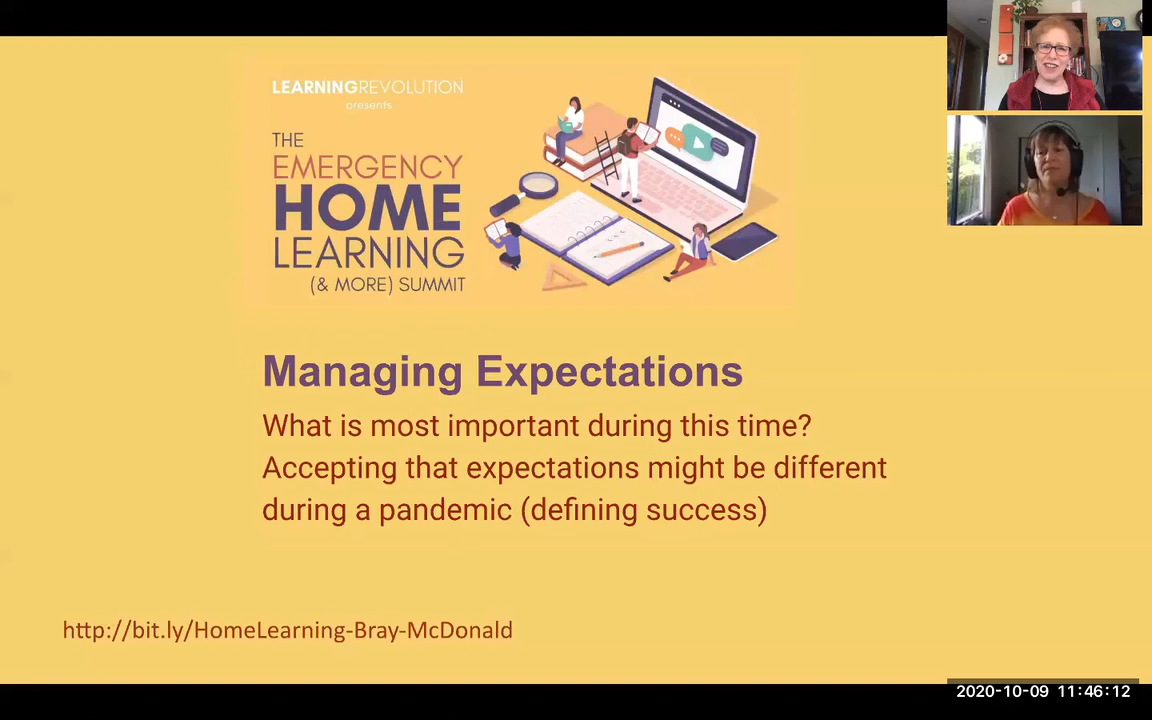 LEARNINGREVOLUTION
presents
THE
EMERGENCY
HOME
LEARNING
(& MORE) SUMMIT
Managing Expectations
What is most important during this time?
Accepting that expectations might be different
during a pandemic (defining success)
http://bit.ly/HomeLearning-Bray-McDonald
2020-10-09 11:46:12